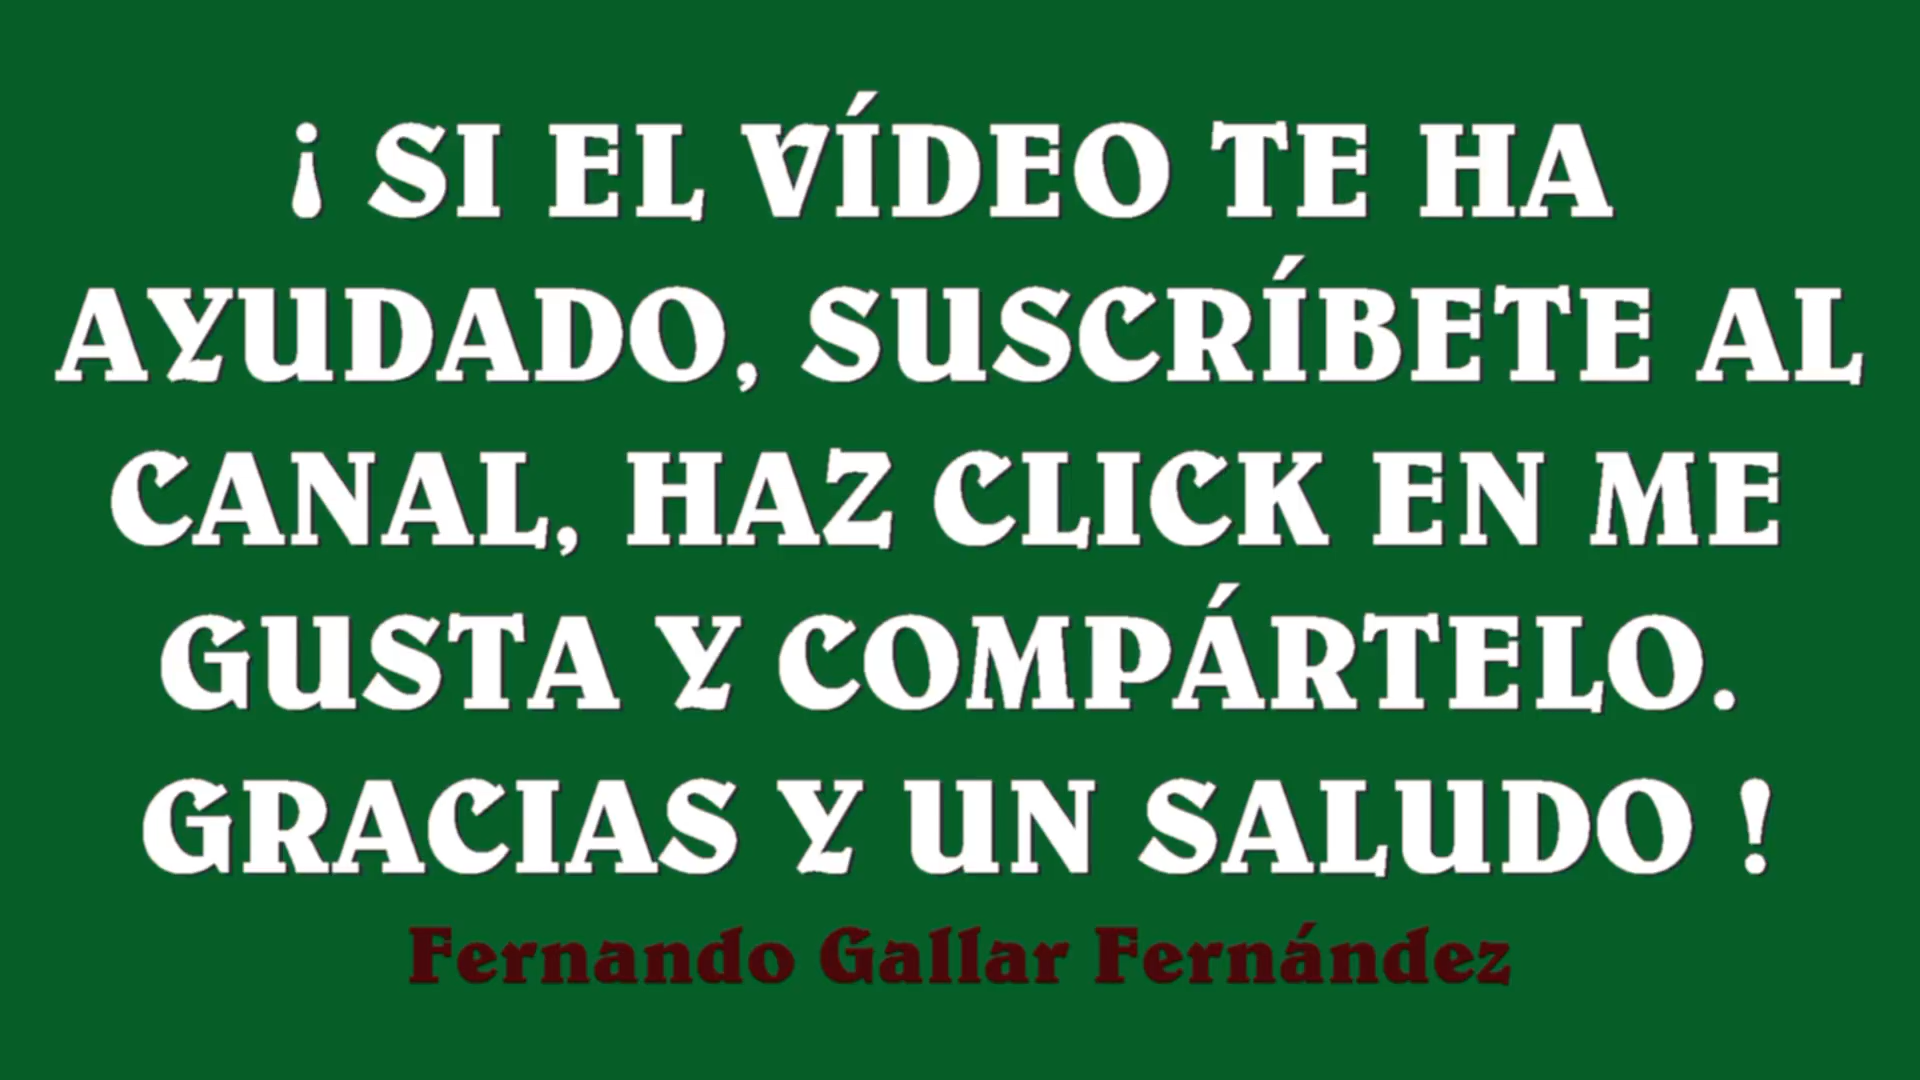 ¡ SI EL VÍDEO TE HA
AYUDADO, SUSCRÍBETE AL
CANAL, HAZ CLICK EN ME
GUSTA Y COMPÁRTELO.
GRACIAS Y UN SALUDO !
Fernando Gallar Fernández